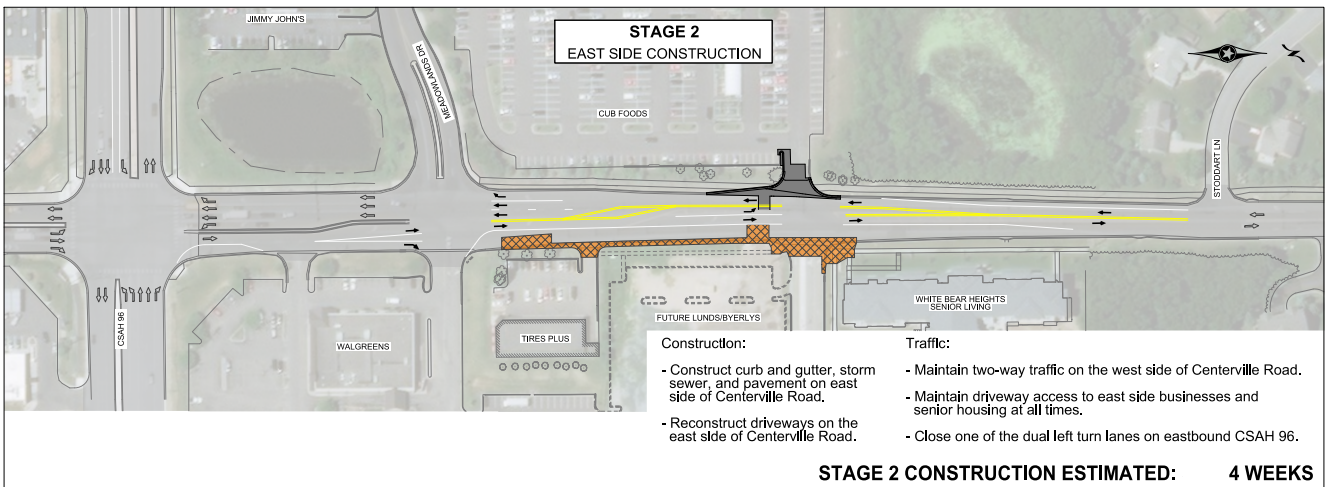 JIMMY JOHN'S
STAGE 2
EAST SIDE CONSTRUCTION
MEADOWLANDS DR
CUB FOODS
STODDART LN
CSAH 96
WALGREENS
TIRES PLUS
FUTURE LUNDS/BYERLYS
WHITE BEAR HEIGHTS
SENIOR LIVING
Construction:
- Construct curb and gutter, storm
sewer, and pavement on east
side of Centerville Road.
- Reconstruct driveways on the
east side of Centerville Road.
Traffic:
- Maintain two-way traffic on the west side of Centerville Road.
- Maintain driveway access to east side businesses and
senior housing at all times.
- Close one of the dual left turn lanes on eastbound CSAH 96.
STAGE 2 CONSTRUCTION ESTIMATED: 4 WEEKS